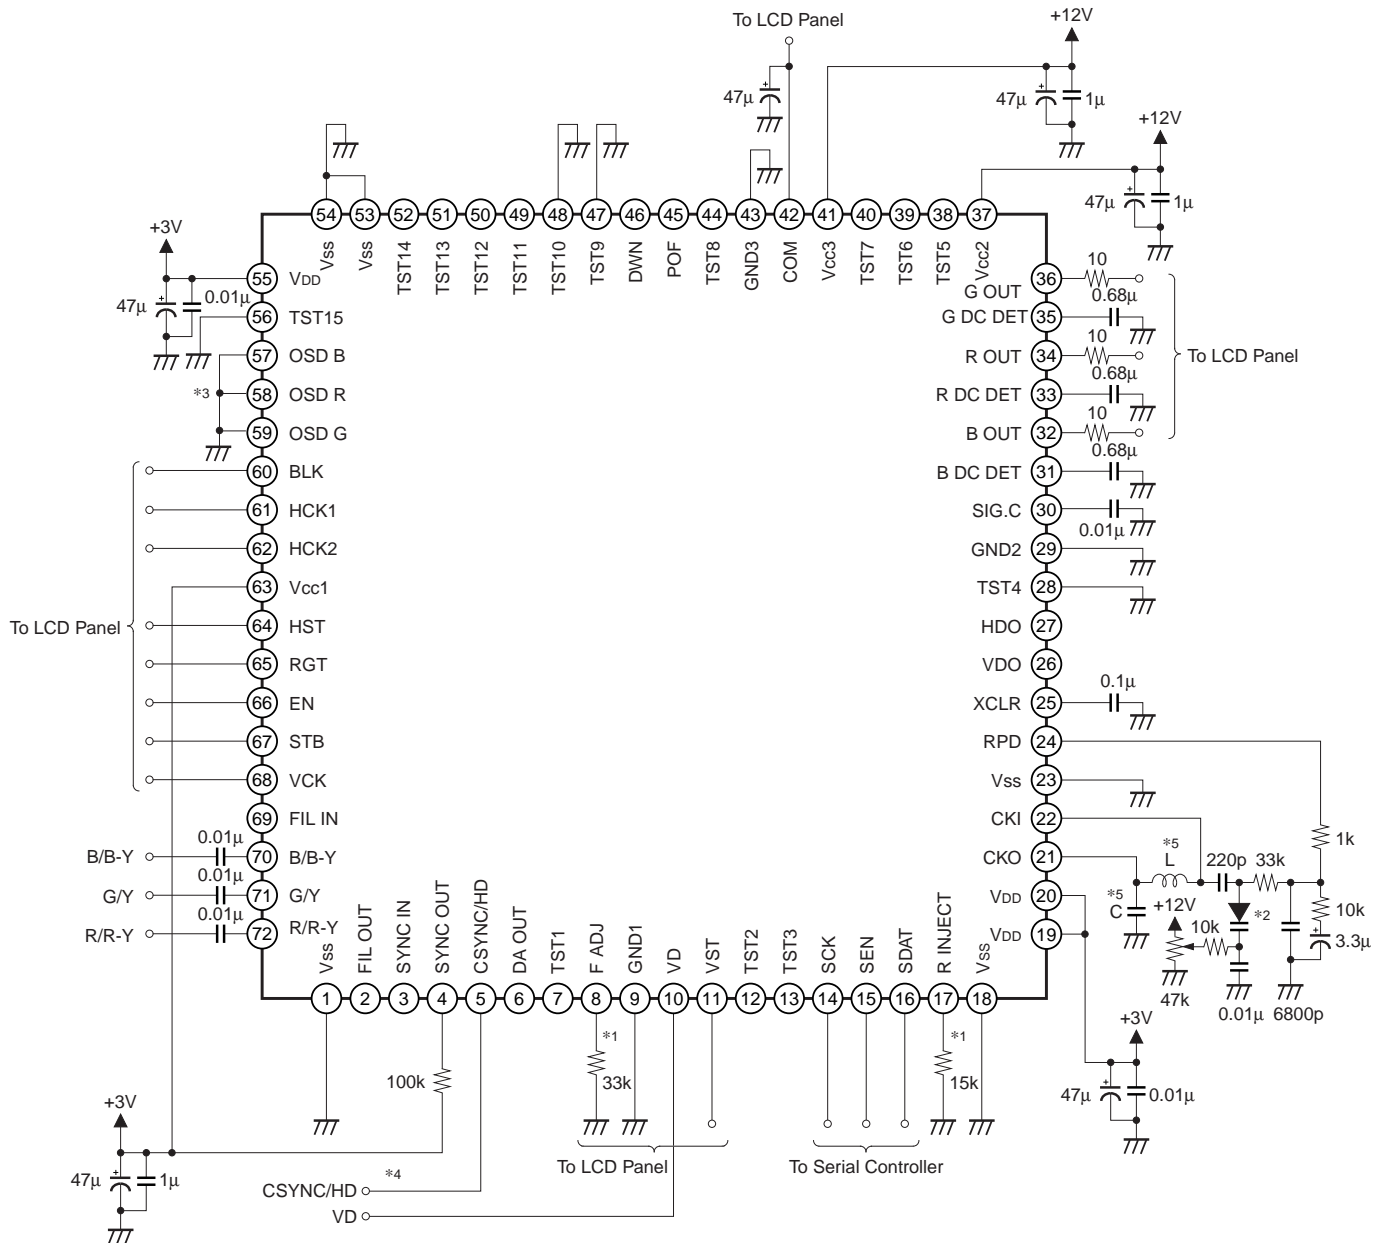 To LCD Panel
+12V
47μ
47μ
1μ
+12V
47μ
1μ
54 53 52 51 50 49 48 47 46 45 44 43 42 41 40 39 38 37
Vss
Vss
TST14
TST13
TST12
TST11
TST10
TST9
DWN
POF
TST8
GND3
COM
Vcc3
TST7
TST6
TST5
Vcc2
+3V
47μ
0.01μ
55 VDD
56 TST15
57 OSD B
*3
58 OSD R
59 OSD G
60 BLK
61 HCK1
62 HCK2
63 Vcc1
To LCD Panel
64 HST
65 RGT
66 EN
67 STB
68 VCK
69 FIL IN
0.01μ
B/B-Y 70 B/B-Y
0.01μ
G/Y 71 G/Y
0.01μ
R/R-Y 72 R/R-Y
G OUT 36
10
0.68μ
G DC DET 35
R OUT 34
10
To LCD Panel
0.68μ
R DC DET 33
B OUT 32
10
0.68μ
B DC DET 31
SIG.C 30
0.01μ
GND2 29
TST4 28
HDO 27
VDO 26
XCLR 25
0.1μ
RPD 24
Vss 23
CKI 22
1k
CKO 21
*5
L
220p
33k
VDD 20
*5
C
+12V
10k
*2
10k
3.3μ
VDD 19
47k
0.01μ
6800p
Vss
FIL OUT
SYNC IN
SYNC OUT
CSYNC/HD
DA OUT
TST1
F ADJ
GND1
VD
VST
TST2
TST3
SCK
SEN
SDAT
R INJECT
Vss
1 2 3 4 5 6 7 8 9 10 11 12 13 14 15 16 17 18
100k
*1
33k
*1
15k
+3V
47μ
0.01μ
+3V
47μ
1μ
To LCD Panel
To Serial Controller
*4
CSYNC/HD
VD